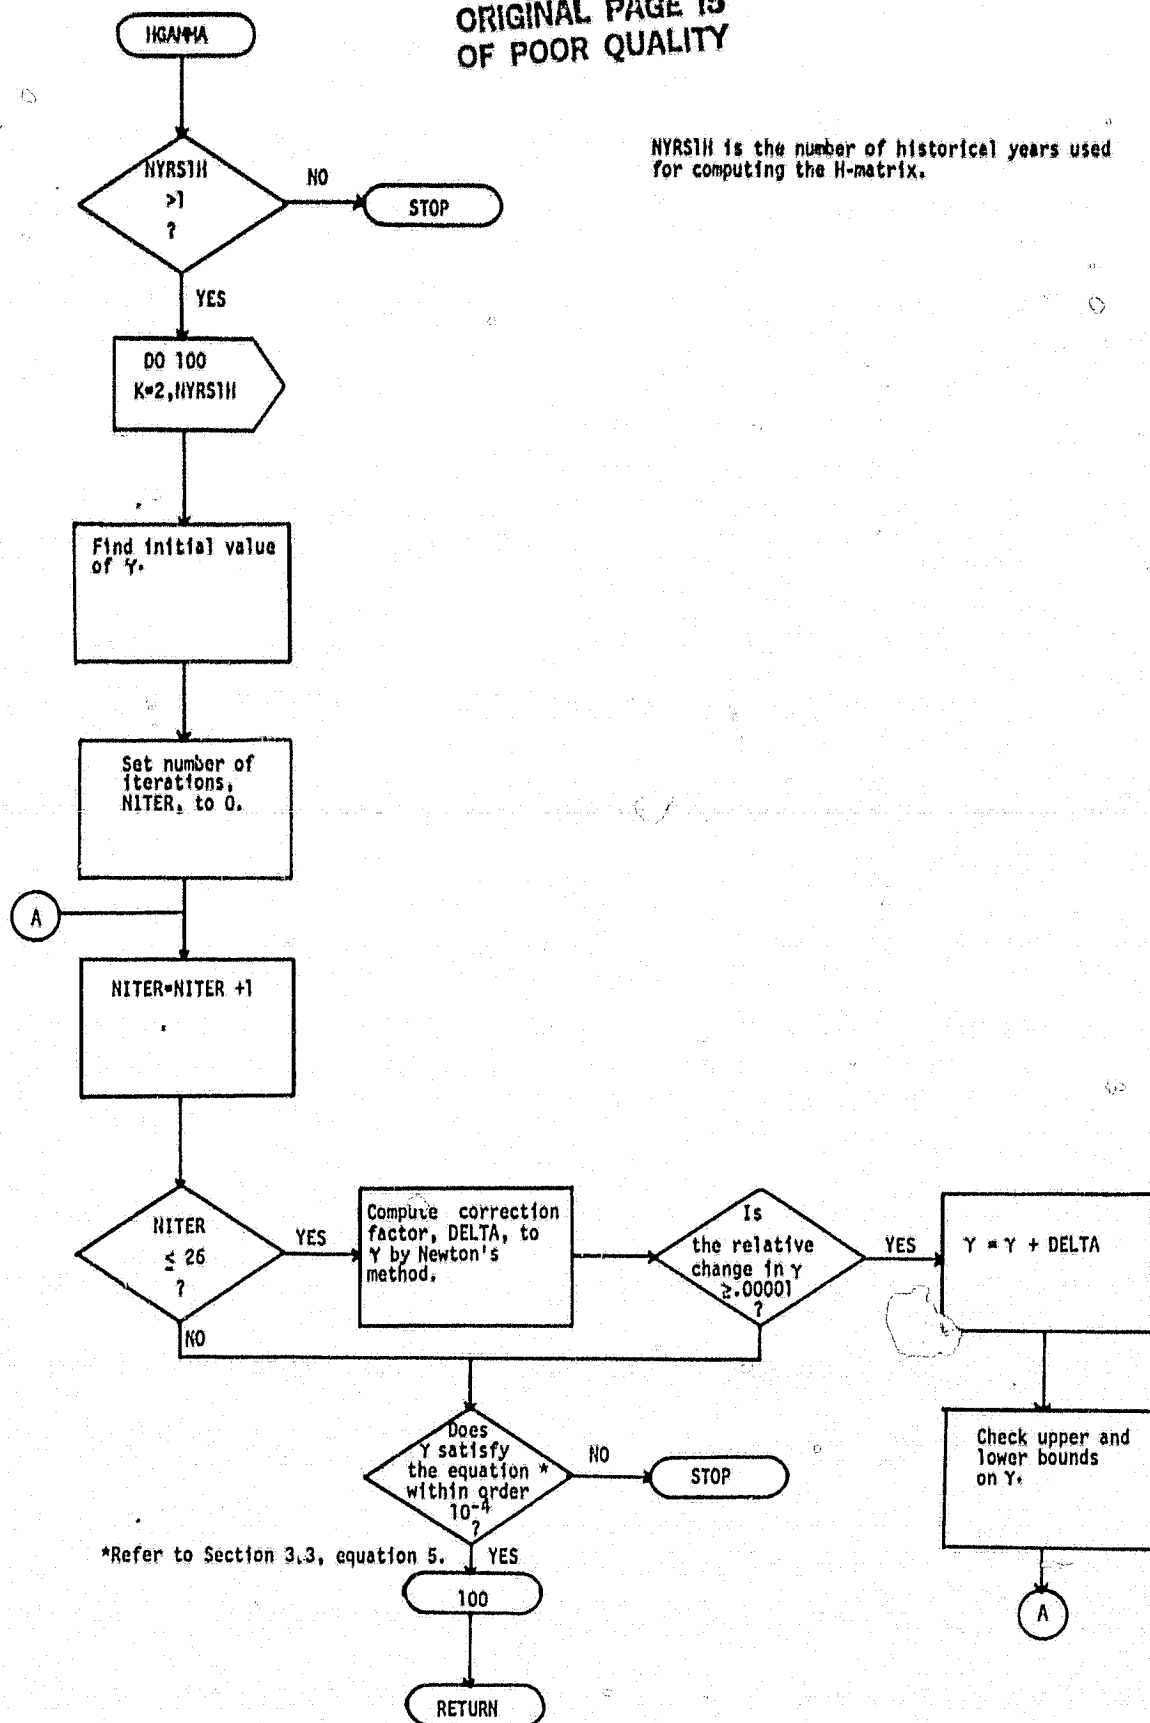 ORIGINAL PAGE IS
OF POOR QUALITY
HGAMMA
NYRS1H is the number of historical years used
for computing the H-matrix.
NYRS1H
>1
?
NO
STOP
YES
DO 100
K=2,NYRS1H
Find initial value
of γ.
Set number of
iterations,
NITER, to 0.
A
NITER=NITER +1
NITER
≤ 26
?
YES
NO
Compute correction
factor, DELTA, to
γ by Newton's
method.
Is
the relative
change in γ
≥.00001
?
YES
γ = γ + DELTA
Check upper and
lower bounds
on γ.
A
Does
γ satisfy
the equation *
within order
10⁻⁴
?
NO
STOP
*Refer to Section 3.3, equation 5.
YES
100
RETURN